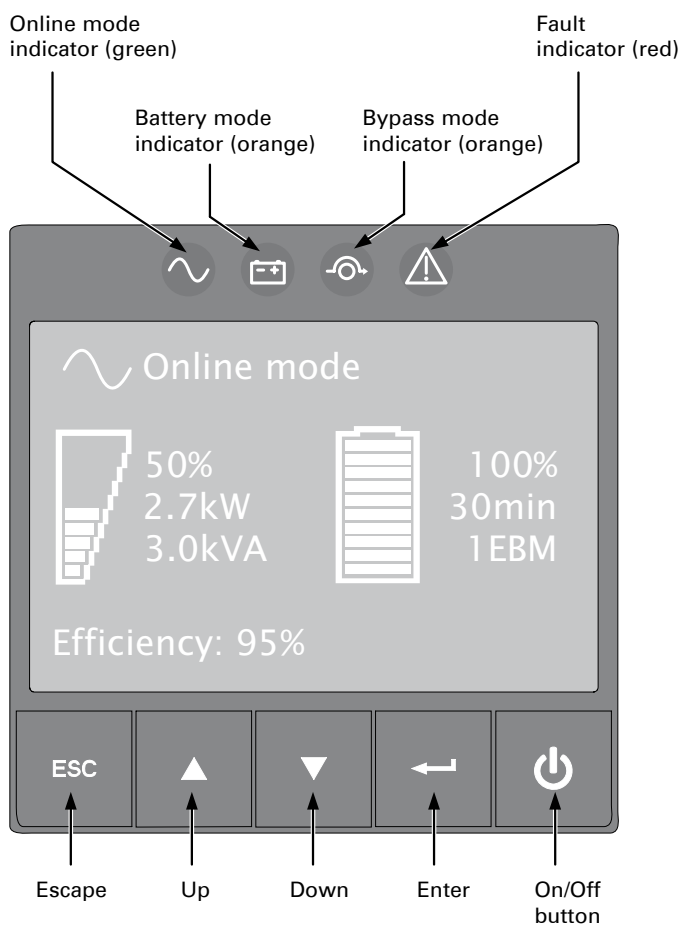 Online mode
indicator (green)
Fault
indicator (red)
Battery mode
indicator (orange)
Bypass mode
indicator (orange)
Online mode
50%
2.7kW
3.0kVA
100%
30min
1EBM
Efficiency: 95%
ESC
Escape
Up
Down
Enter
On/Off
button